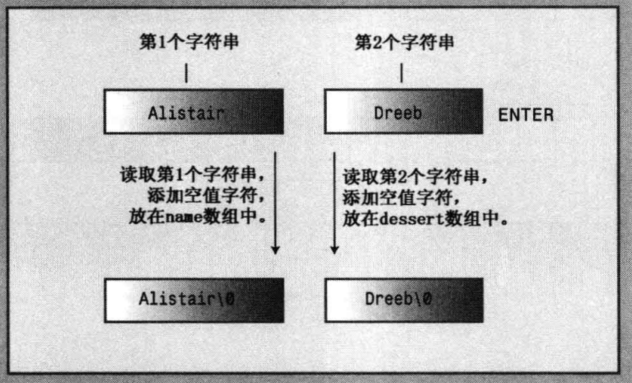 第1个字符串
第2个字符串
Alistair
Dreeb
ENTER
读取第1个字符串，
添加空值字符，
放在name数组中。
读取第2个字符串，
添加空值字符，
放在dessert数组中。
Alistair\0
Dreeb\0